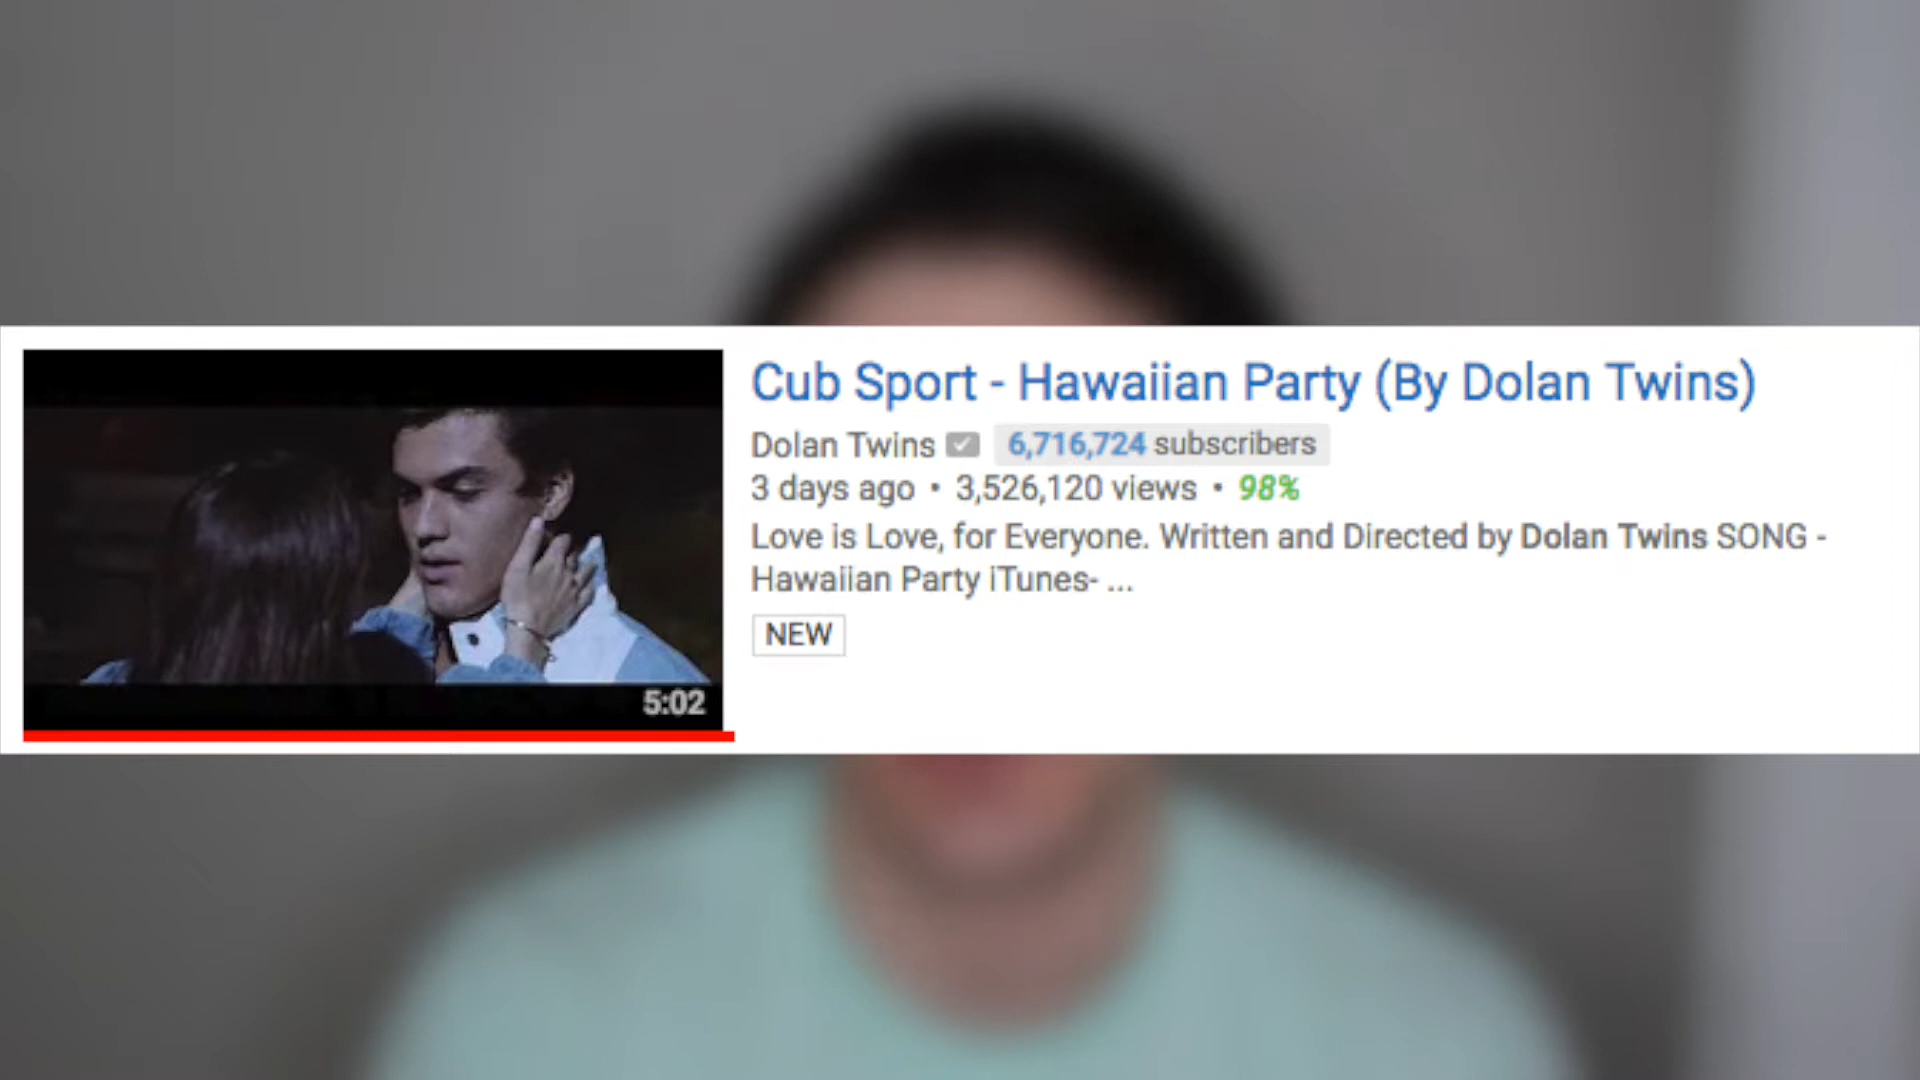 Cub Sport - Hawaiian Party (By Dolan Twins)
Dolan Twins 6,716,724 subscribers
3 days ago • 3,526,120 views • 98%
Love is Love, for Everyone. Written and Directed by Dolan Twins SONG -
Hawaiian Party iTunes- ...
NEW
5:02